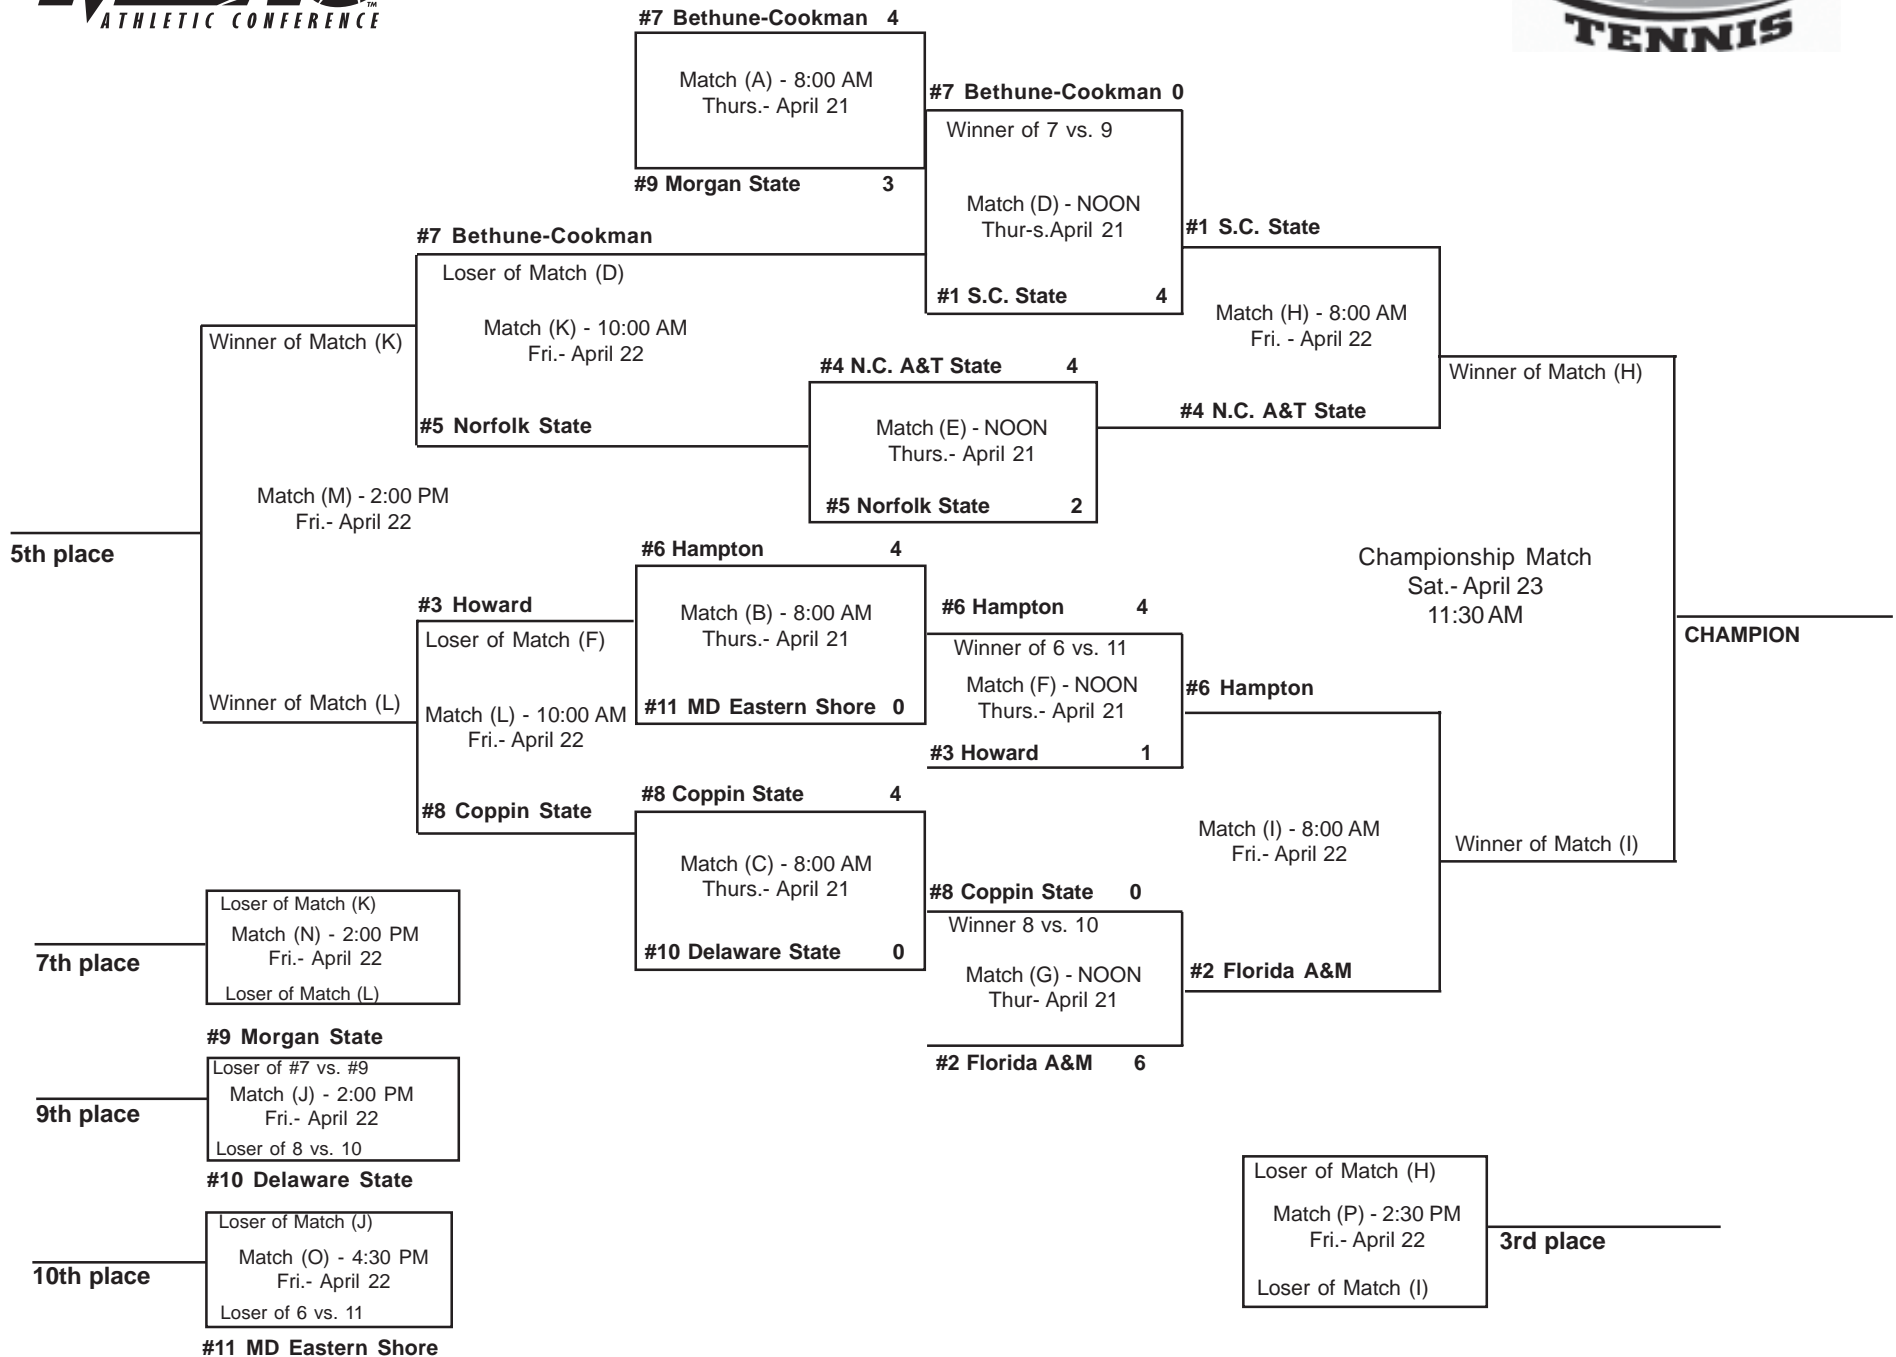 ATHLETIC CONFERENCE
TM
TENNIS
#7 Bethune-Cookman 4
Match (A) - 8:00 AM
Thurs.- April 21
#9 Morgan State 3
#7 Bethune-Cookman 0
Winner of 7 vs. 9
Match (D) - NOON
Thur-s.April 21
#1 S.C. State 4
#7 Bethune-Cookman
Loser of Match (D)
Match (K) - 10:00 AM
Fri.- April 22
#5 Norfolk State
#1 S.C. State
Match (H) - 8:00 AM
Fri. - April 22
#4 N.C. A&T State
#4 N.C. A&T State 4
Match (E) - NOON
Thurs.- April 21
#5 Norfolk State 2
Winner of Match (K)
Match (M) - 2:00 PM
Fri.- April 22
Winner of Match (L)
5th place
Winner of Match (H)
Championship Match
Sat.- April 23
11:30 AM
CHAMPION
Winner of Match (I)
#6 Hampton 4
Match (B) - 8:00 AM
Thurs.- April 21
#11 MD Eastern Shore 0
#3 Howard
Loser of Match (F)
Match (L) - 10:00 AM
Fri.- April 22
#8 Coppin State
#6 Hampton 4
Winner of 6 vs. 11
Match (F) - NOON
Thurs.- April 21
#3 Howard 1
#6 Hampton
Match (I) - 8:00 AM
Fri.- April 22
#2 Florida A&M
#8 Coppin State 4
Match (C) - 8:00 AM
Thurs.- April 21
#10 Delaware State 0
#8 Coppin State 0
Winner 8 vs. 10
Match (G) - NOON
Thur- April 21
#2 Florida A&M 6
Loser of Match (K)
Match (N) - 2:00 PM
Fri.- April 22
Loser of Match (L)
7th place
#9 Morgan State
Loser of #7 vs. #9
Match (J) - 2:00 PM
Fri.- April 22
Loser of 8 vs. 10
#10 Delaware State
9th place
Loser of Match (J)
Match (O) - 4:30 PM
Fri.- April 22
Loser of 6 vs. 11
#11 MD Eastern Shore
10th place
Loser of Match (H)
Match (P) - 2:30 PM
Fri.- April 22
Loser of Match (I)
3rd place